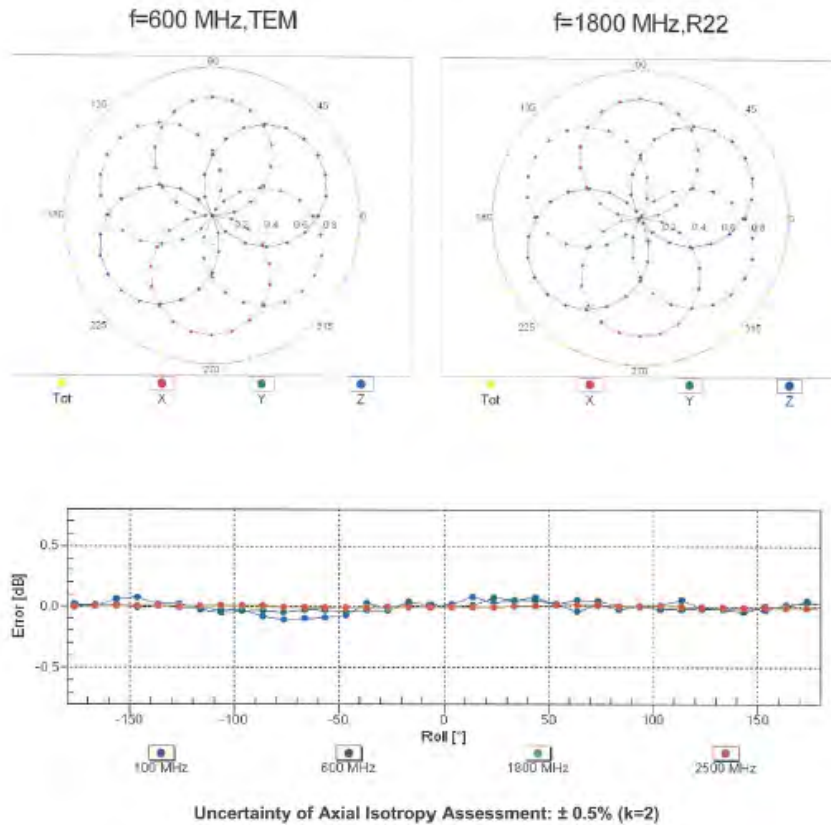 f=600 MHz,TEM
f=1800 MHz,R22
90
90
135
45
135
45
180
0.2 0.4 0.6 0.8
0
180
0.2 0.4 0.6 0.8
0
225
315
225
315
270
270
Tot X Y Z
Tot X Y Z
Error [dB]
0.5
0.0
-0.5
-150 -100 -50 0 50 100 150
Roll [°]
100 MHz 600 MHz 1800 MHz 2500 MHz
Uncertainty of Axial Isotropy Assessment: ± 0.5% (k=2)